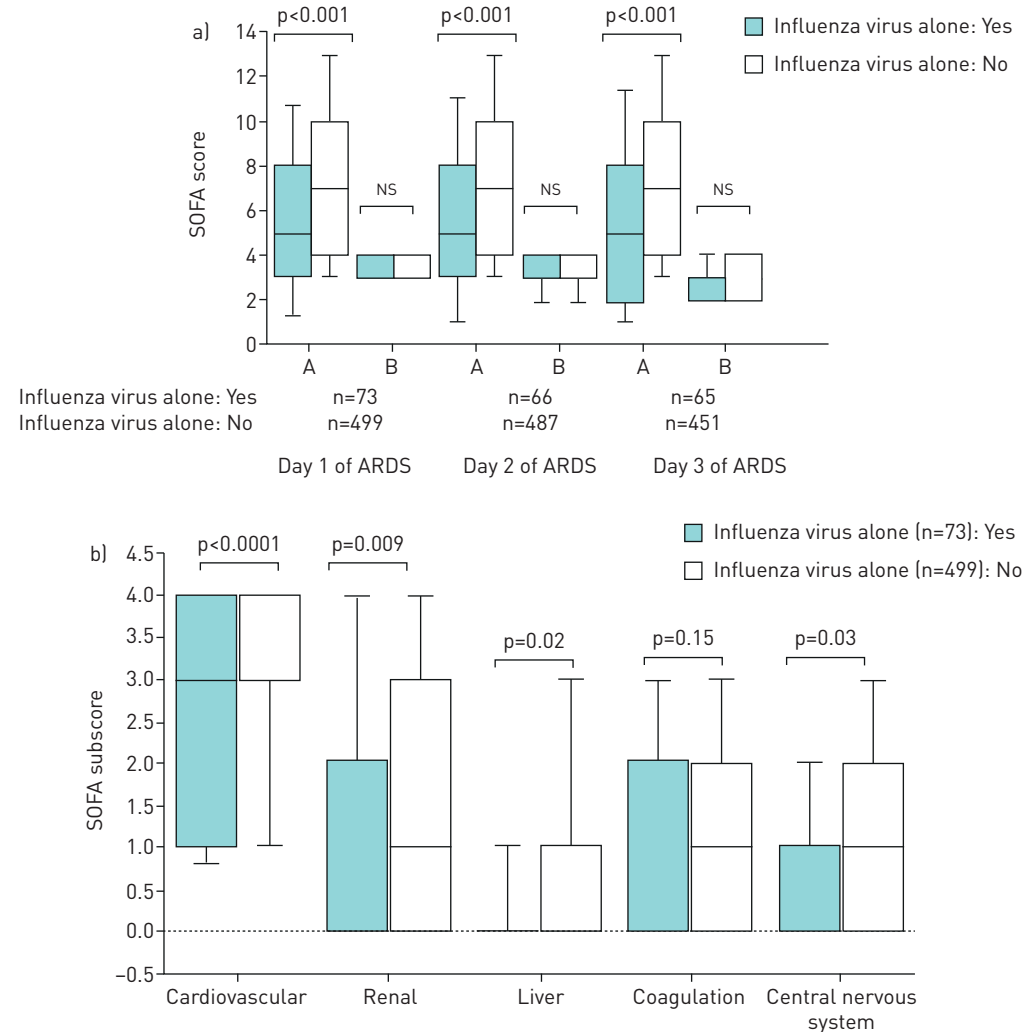 a)
p<0.001
p<0.001
p<0.001
Influenza virus alone: Yes
Influenza virus alone: No
SOFA score
14
12
10
8
6
4
2
0
NS
NS
NS
A
B
A
B
A
B
Influenza virus alone: Yes
n=73
n=66
n=65
Influenza virus alone: No
n=499
n=487
n=451
Day 1 of ARDS
Day 2 of ARDS
Day 3 of ARDS
b)
Influenza virus alone (n=73): Yes
Influenza virus alone (n=499): No
SOFA subscore
4.5
4.0
3.5
3.0
2.5
2.0
1.5
1.0
0.5
0.0
–0.5
p<0.0001
p=0.009
p=0.02
p=0.15
p=0.03
Cardiovascular
Renal
Liver
Coagulation
Central nervous
system